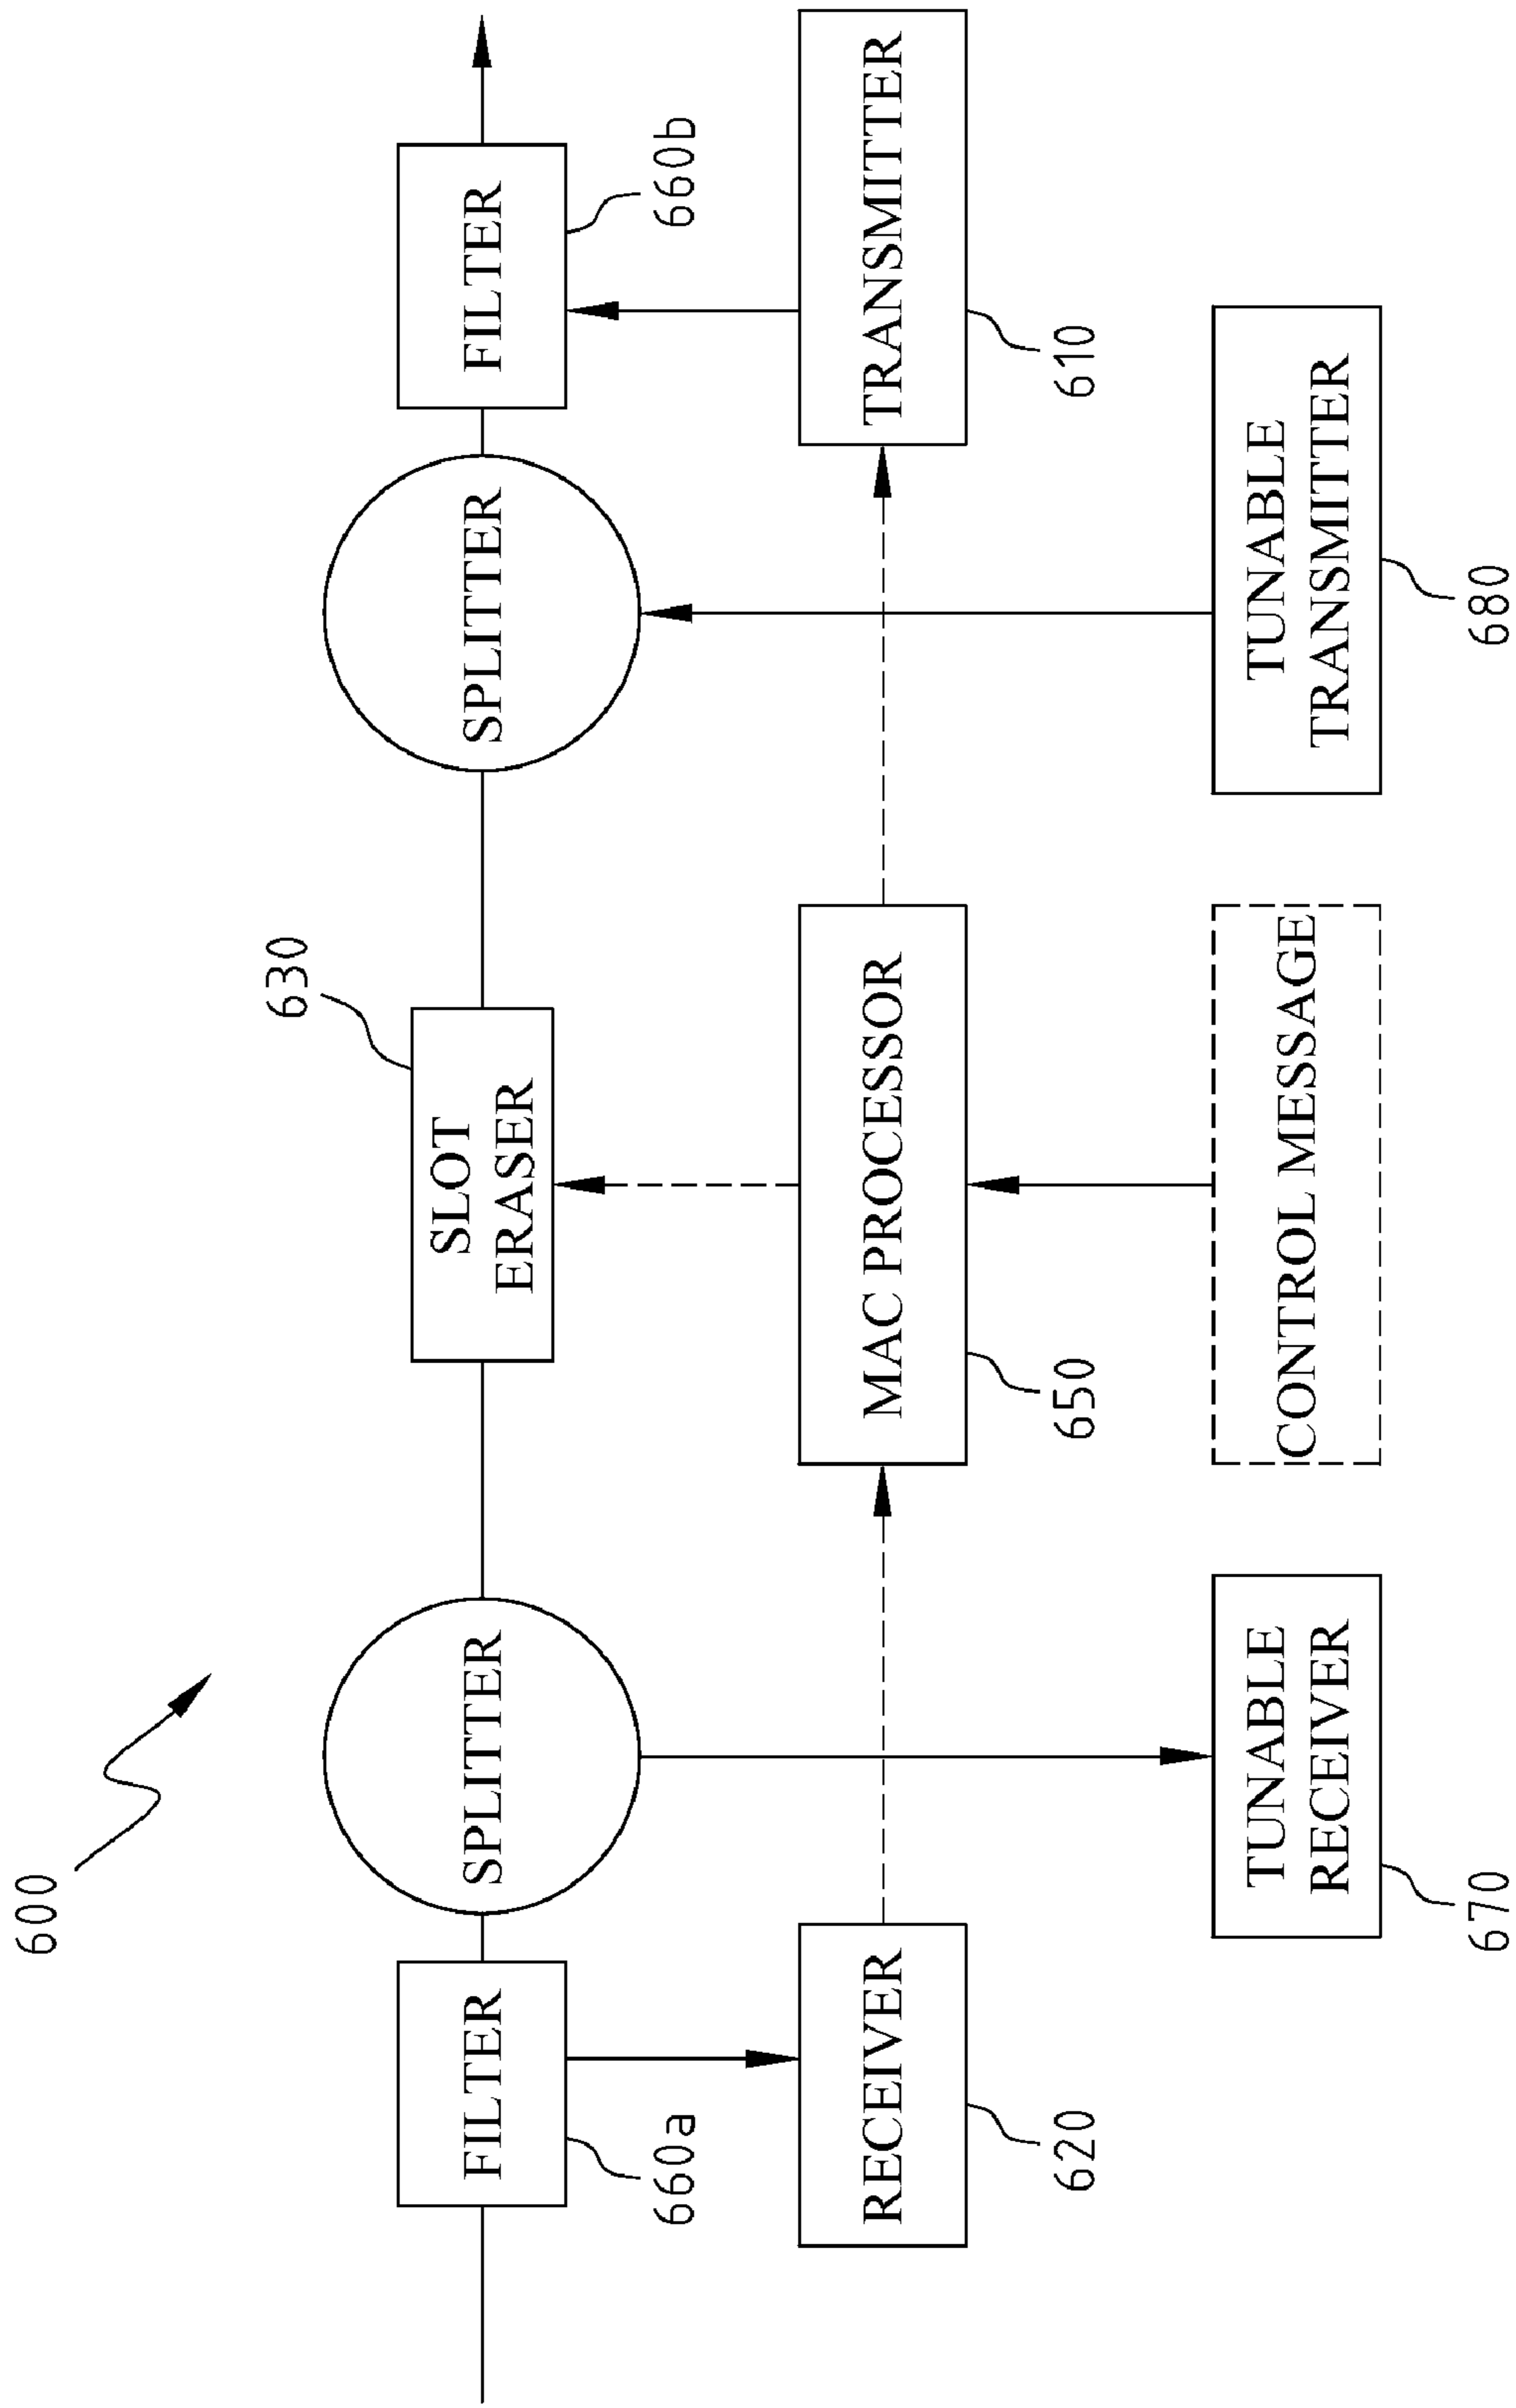 600
630
FILTER
SPLITTER
SLOT
ERASER
SPLITTER
FILTER
660a
660b
RECEIVER
MAC PROCESSOR
TRANSMITTER
620
650
610
TUNABLE
RECEIVER
CONTROL MESSAGE
TUNABLE
TRANSMITTER
670
680